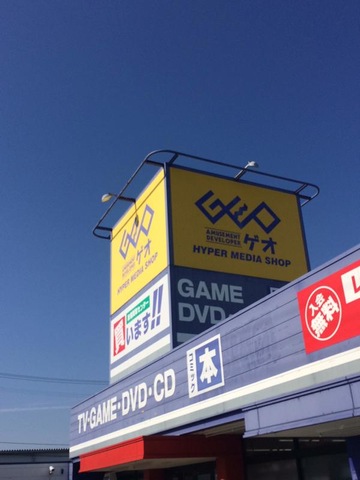 GEO
AMUSEMENT
DEVELOPER
ゲオ
HYPER MEDIA SHOP
GEO
ゲオ
HYPER MEDIA SHOP
買います!!
GAME
DVD
本
TV-GAME・DVD・CD
入会
無料